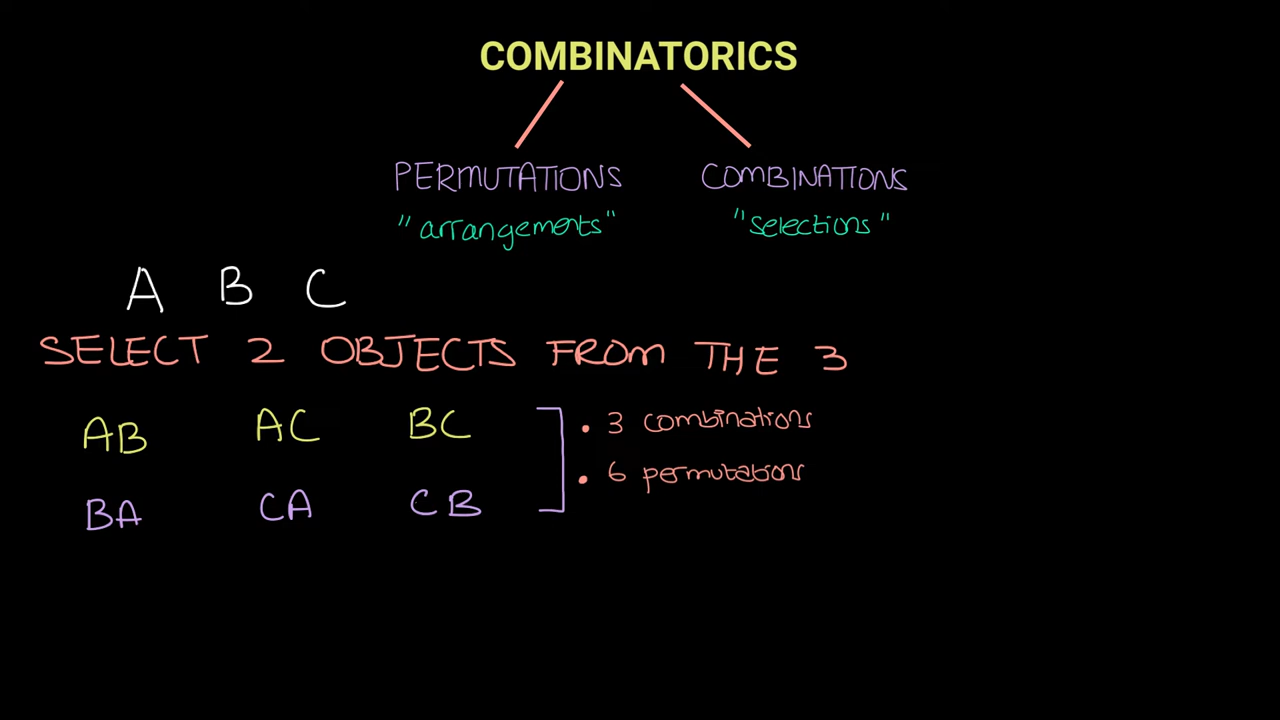 COMBINATORICS
PERMUTATIONS COMBINATIONS
"arrangements" "selections"
A B C
SELECT 2 OBJECTS FROM THE 3
AB AC BC
• 3 combinations
• 6 permutations
BA CA CB